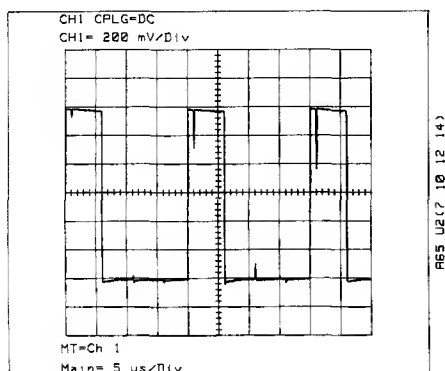 CH1 CPLG=DC
CH1= 200 mV/Div
A65 U2(7 10 12 14)
MT=Ch 1
Main= 5 us/Div